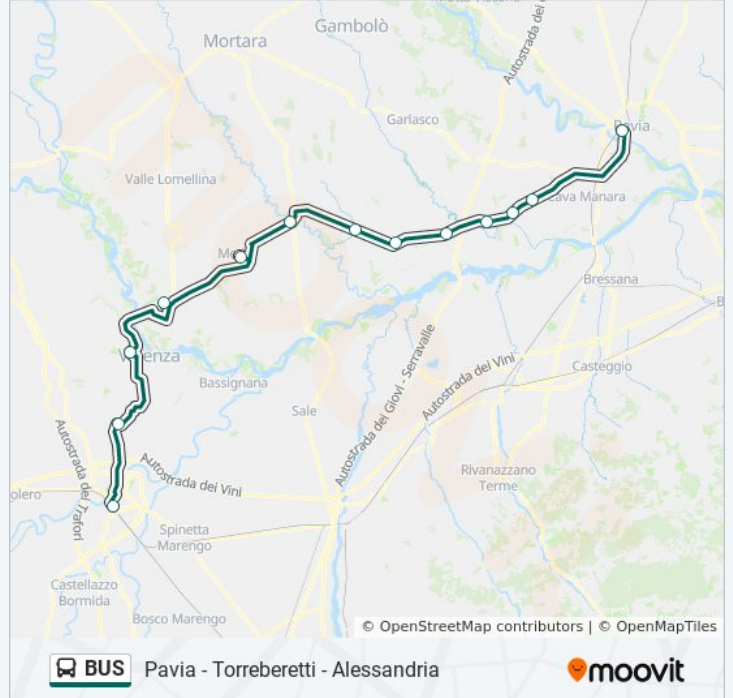 Gambolò
Mortara
Autostrada dei
Garlasco
Pavia
Valle Lomellina
Cava Manara
Me
Bressana
B
Valenza
Bassignana
Casteggio
Sale
Autostrada dei Giovi - Serravalle
Autostrada dei Vini
Autostrada dei Trafori
Autostrada dei Vini
Rivanazzano
Terme
olero
Spinetta
Marengo
Castellazzo
Bormida
Bosco Marengo
© OpenStreetMap contributors | © OpenMapTiles
BUS Pavia - Torreberetti - Alessandria
moovit